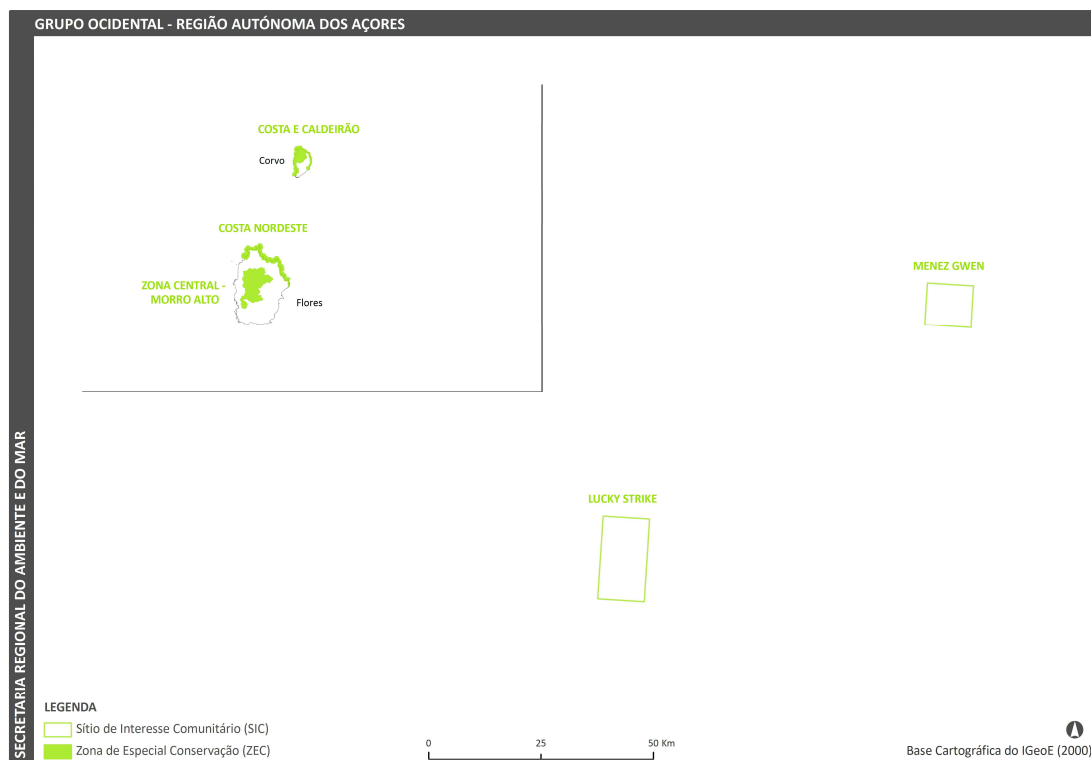 GRUPO OCIDENTAL - REGIÃO AUTÓNOMA DOS AÇORES
SECRETARIA REGIONAL DO AMBIENTE E DO MAR
COSTA E CALDEIRÃO
Corvo
COSTA NORDESTE
ZONA CENTRAL -
MORRO ALTO
Flores
MENEZ GWEN
LUCKY STRIKE
LEGENDA
Sítio de Interesse Comunitário (SIC)
Zona de Especial Conservação (ZEC)
0 25 50 Km
Base Cartográfica do IGeoE (2000)